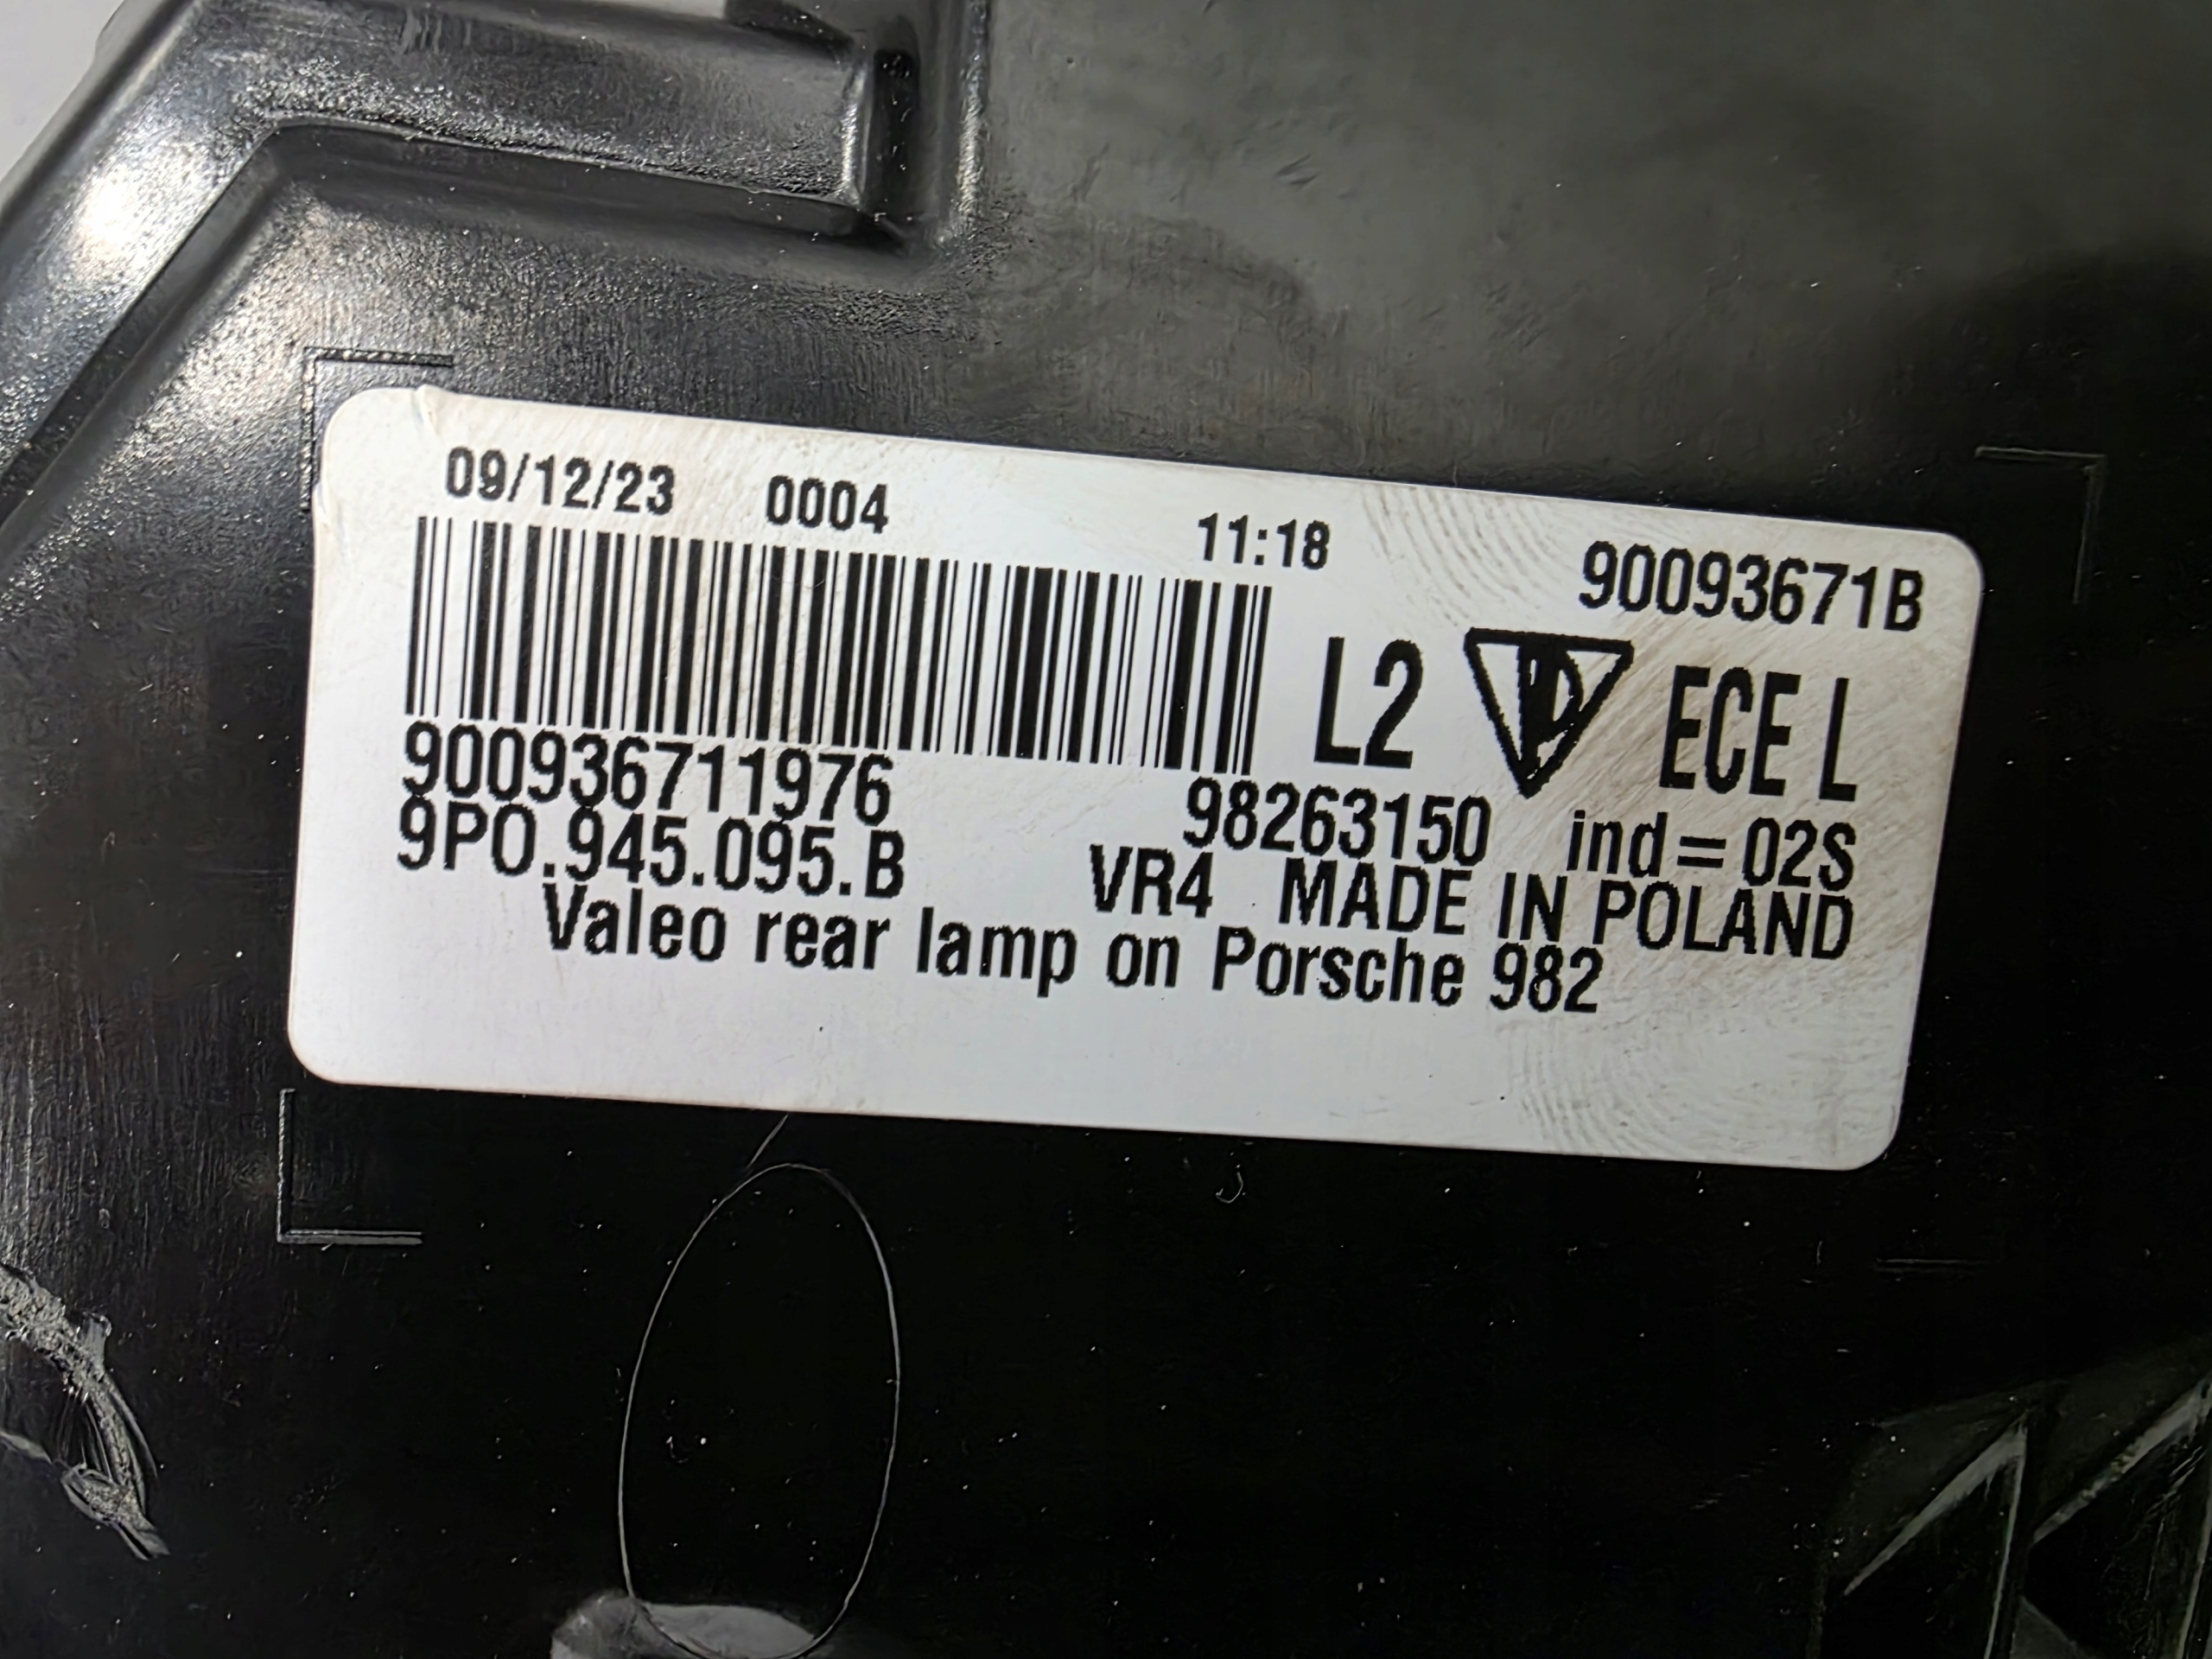 09/12/23 0004 11:18 90093671B
L2 ECE L
900936711976 98263150 ind=02S
9P0.945.095.B VR4 MADE IN POLAND
Valeo rear lamp on Porsche 982